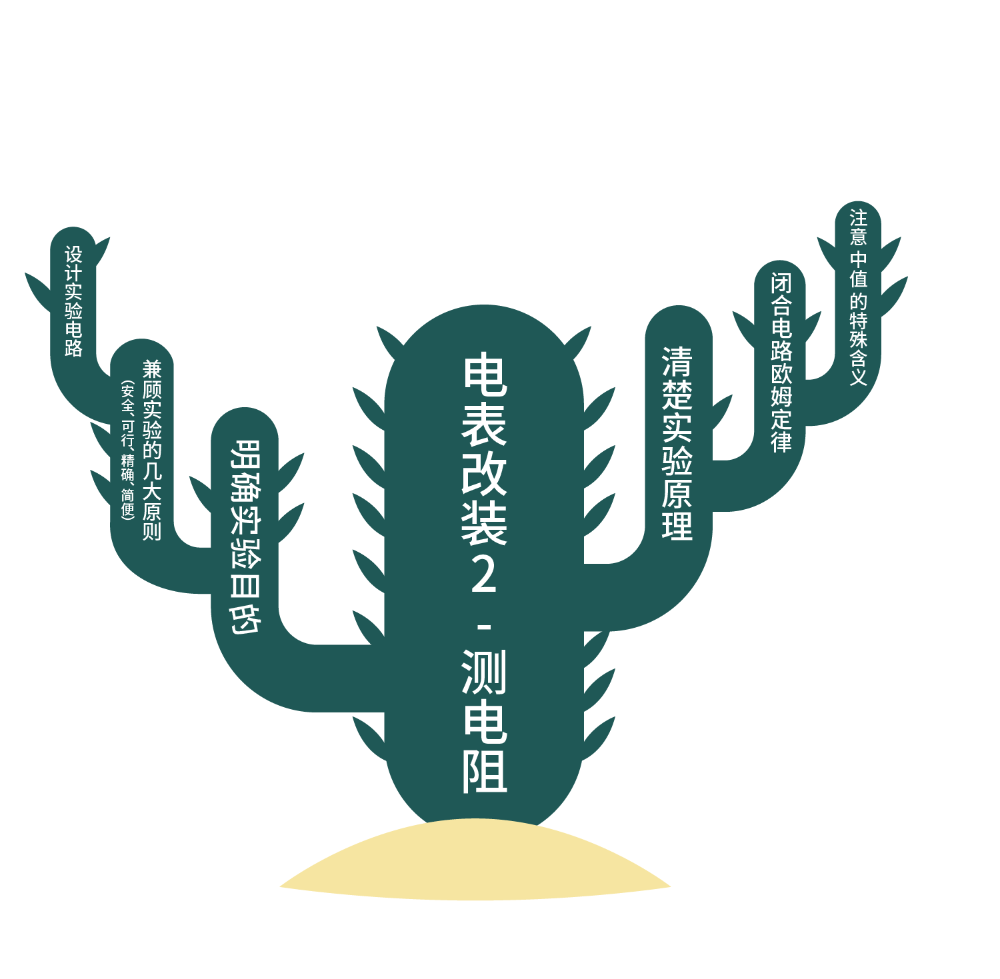 设计实验电路
兼顾实验的几大原则
(安全、可行、精确、简便)
明确实验目的
电表改装2-测电阻
清楚实验原理
闭合电路欧姆定律
注意 中值 的特殊含义